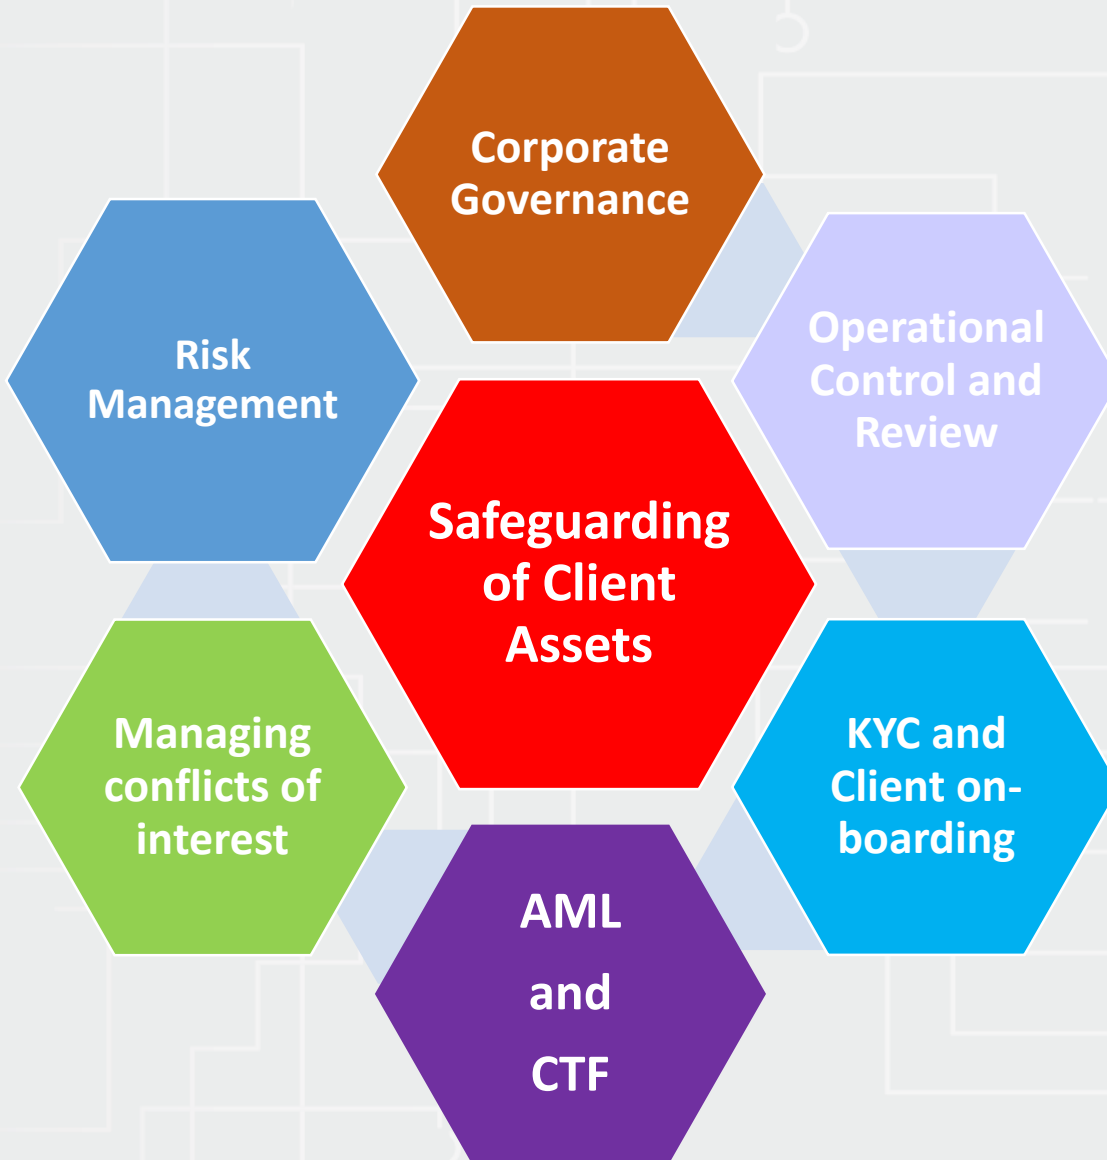 Corporate
Governance
Operational
Control and
Review
Risk
Management
Safeguarding
of Client
Assets
Managing
conflicts of
interest
KYC and
Client on-
boarding
AML
and
CTF